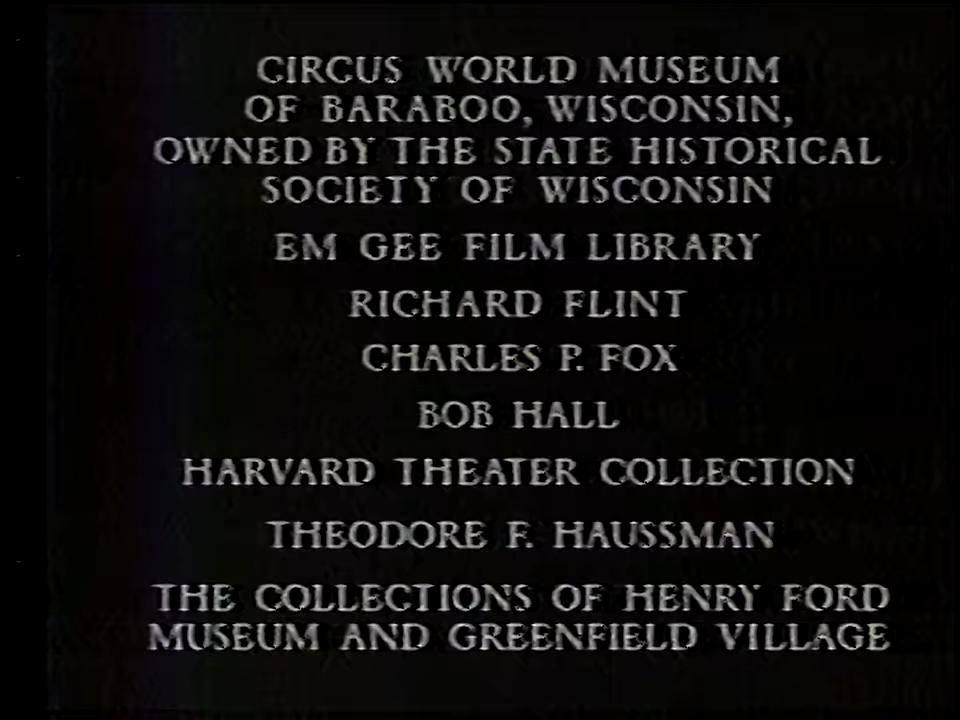 CIRCUS WORLD MUSEUM
OF BARABOO, WISCONSIN,
OWNED BY THE STATE HISTORICAL
SOCIETY OF WISCONSIN
EM GEE FILM LIBRARY
RICHARD FLINT
CHARLES P. FOX
BOB HALL
HARVARD THEATER COLLECTION
THEODORE F. HAUSSMAN
THE COLLECTIONS OF HENRY FORD
MUSEUM AND GREENFIELD VILLAGE